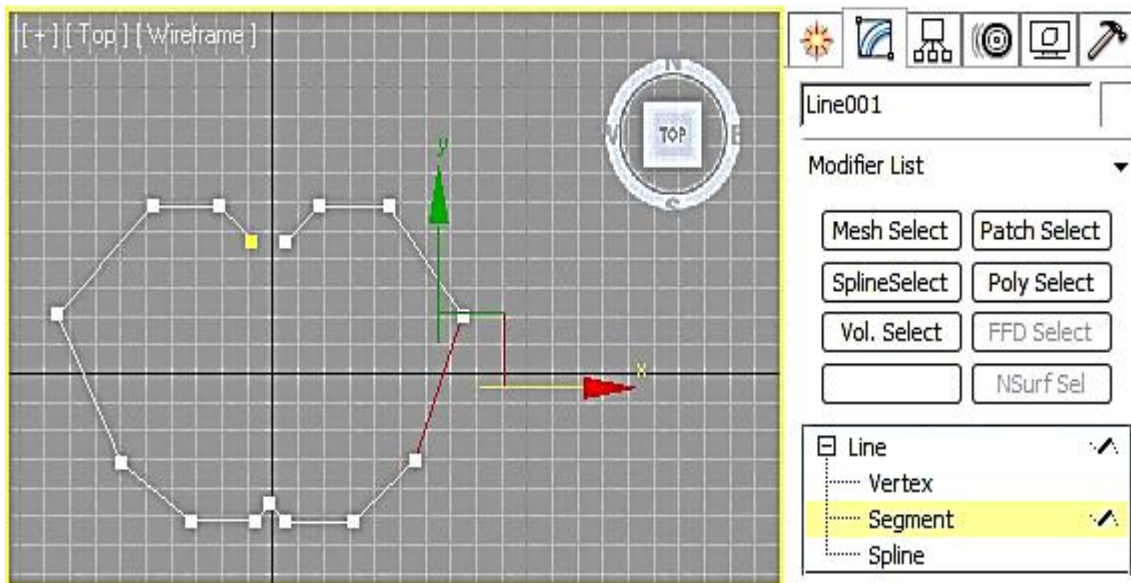 [ + ] [ Top ] [ Wireframe ]
N
TOP
E
S
y
x
Line001
Modifier List
Mesh Select
Patch Select
SplineSelect
Poly Select
Vol. Select
FFD Select
NSurf Sel
Line
Vertex
Segment
Spline